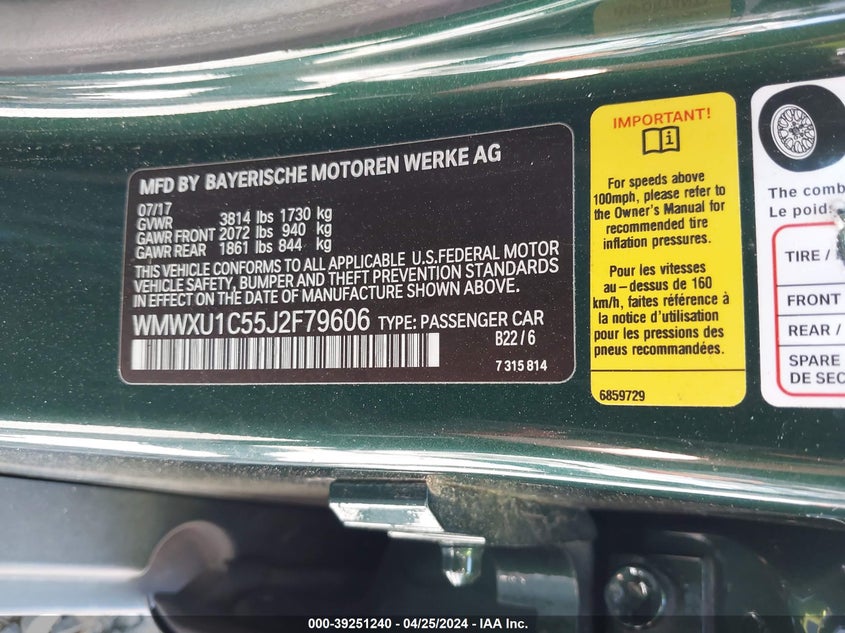 MFD BY BAYERISCHE MOTOREN WERKE AG
07/17
GVWR 3814 lbs 1730 kg
GAWR FRONT 2072 lbs 940 kg
GAWR REAR 1861 lbs 844 kg
THIS VEHICLE CONFORMS TO ALL APPLICABLE U.S.FEDERAL MOTOR
VEHICLE SAFETY, BUMPER AND THEFT PREVENTION STANDARDS
IN EFFECT ON THE DATE OF MANUFACTURE SHOWN ABOVE.
WMWXU1C55J2F79606 TYPE: PASSENGER CAR
B22/6
7 315 814
IMPORTANT!
For speeds above
100mph, please refer to
the Owner's Manual for
recommended tire
inflation pressures.
Pour les vitesses
au-dessus de 160
km/h, faites référence à
la notice d'utilisation
pour les pressions des
pneus recommandées.
6859729
The comb
Le poids
TIRE /
FRONT
REAR /
SPARE
DE SEC
000-39251240 - 04/25/2024 - IAA Inc.